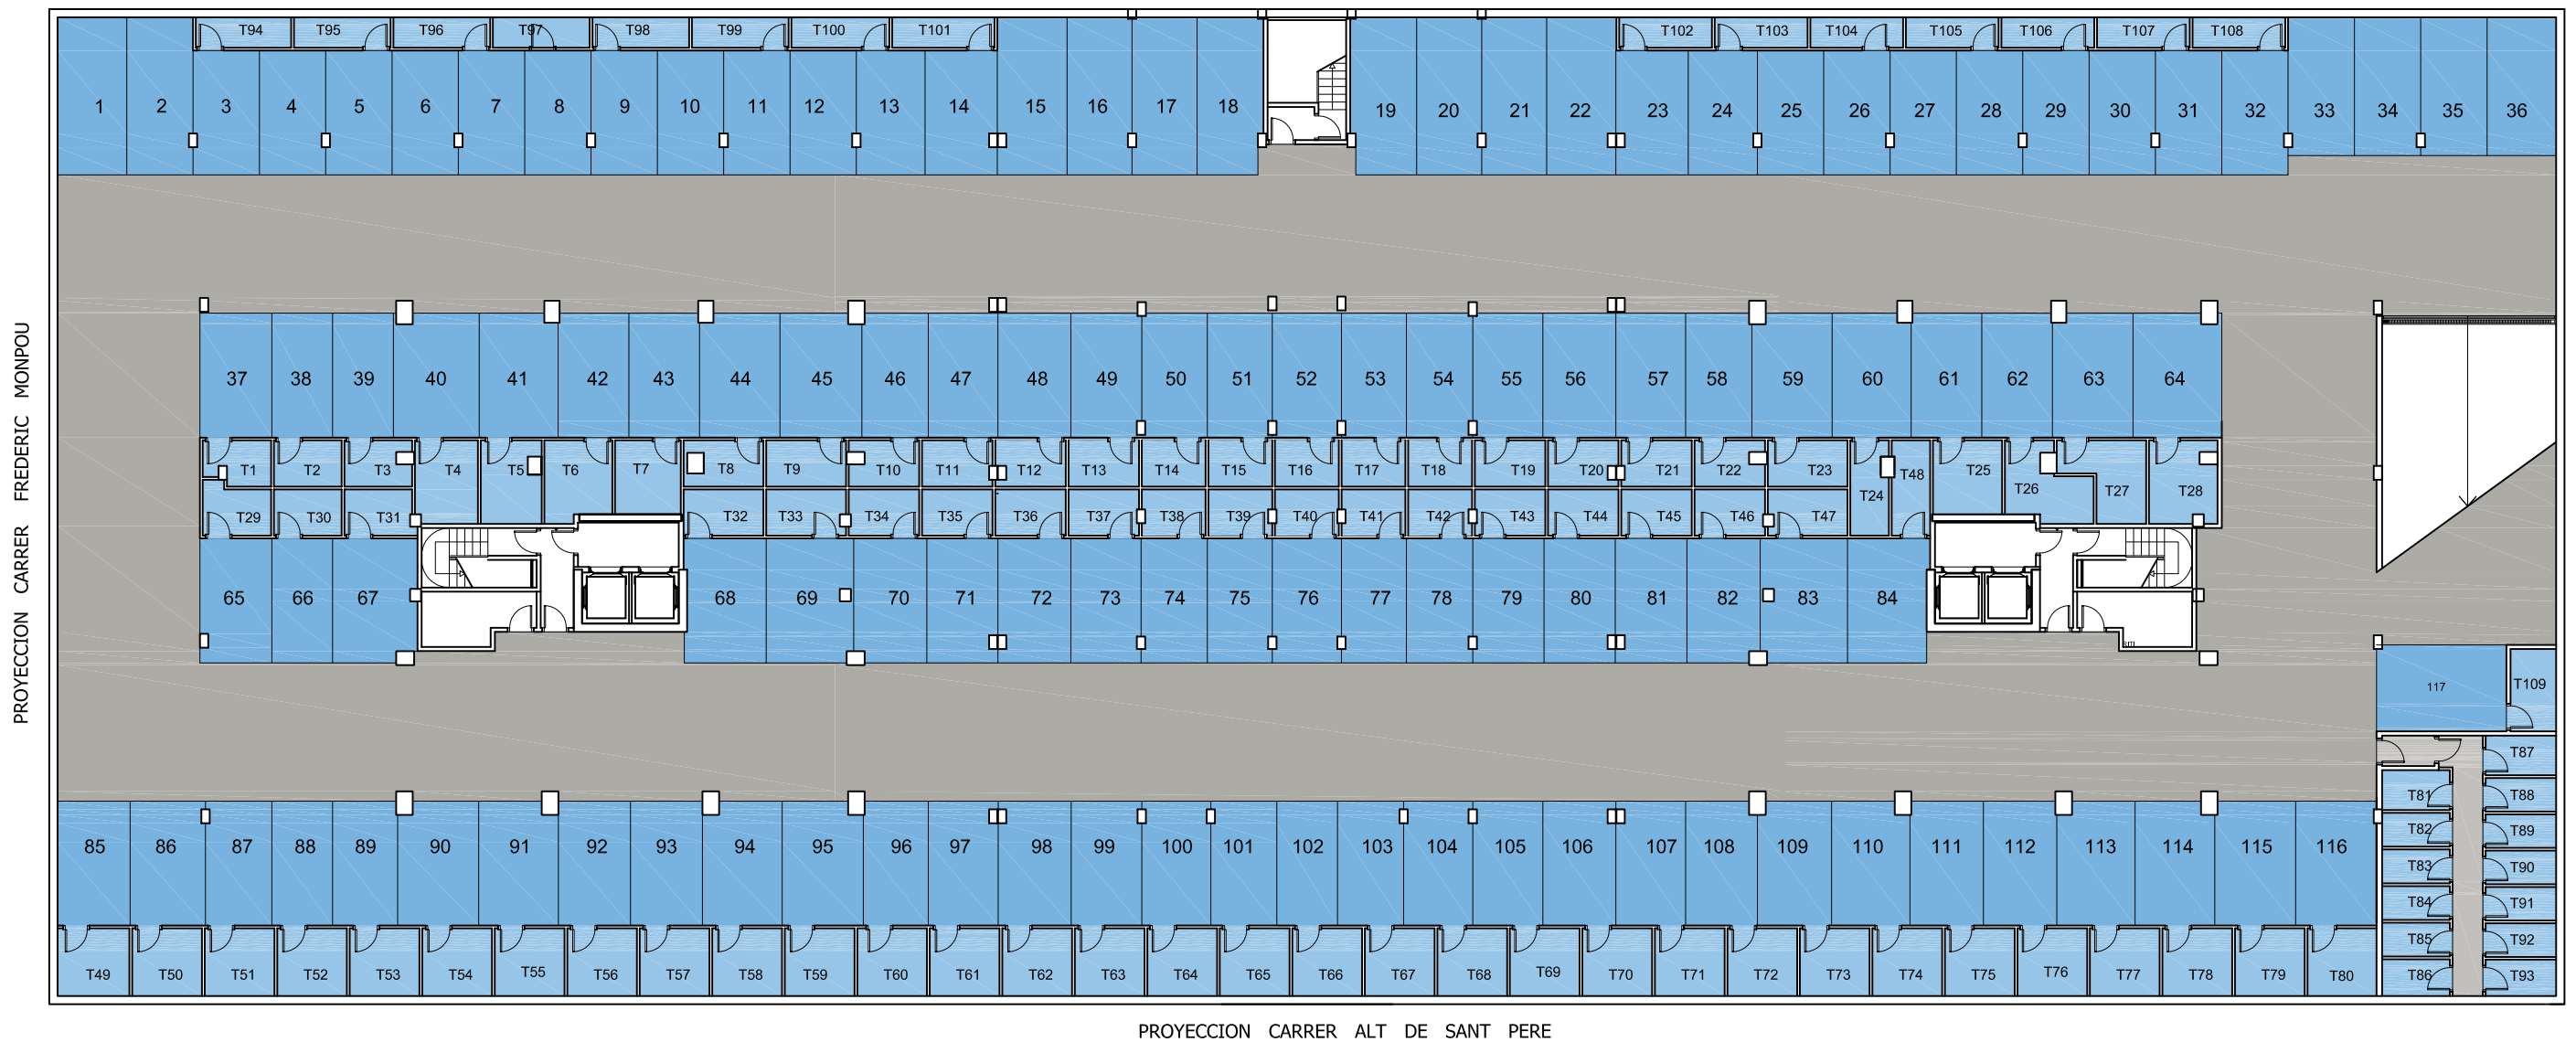 T94 T95 T96 T97 T98 T99 T100 T101 T102 T103 T104 T105 T106 T107 T108
1 2 3 4 5 6 7 8 9 10 11 12 13 14 15 16 17 18 19 20 21 22 23 24 25 26 27 28 29 30 31 32 33 34 35 36
PROYECCION CARRER FREDERIC MONPOU
37 38 39 40 41 42 43 44 45 46 47 48 49 50 51 52 53 54 55 56 57 58 59 60 61 62 63 64
T1 T2 T3 T4 T5 T6 T7 T8 T9 T10 T11 T12 T13 T14 T15 T16 T17 T18 T19 T20 T21 T22 T23 T24 T48 T25 T26 T27 T28
T29 T30 T31 T32 T33 T34 T35 T36 T37 T38 T39 T40 T41 T42 T43 T44 T45 T46 T47
65 66 67 68 69 70 71 72 73 74 75 76 77 78 79 80 81 82 83 84
117 T109
T87
T81 T88
T82 T89
T83 T90
T84 T91
T85 T92
T86 T93
85 86 87 88 89 90 91 92 93 94 95 96 97 98 99 100 101 102 103 104 105 106 107 108 109 110 111 112 113 114 115 116
T49 T50 T51 T52 T53 T54 T55 T56 T57 T58 T59 T60 T61 T62 T63 T64 T65 T66 T67 T68 T69 T70 T71 T72 T73 T74 T75 T76 T77 T78 T79 T80
PROYECCION CARRER ALT DE SANT PERE